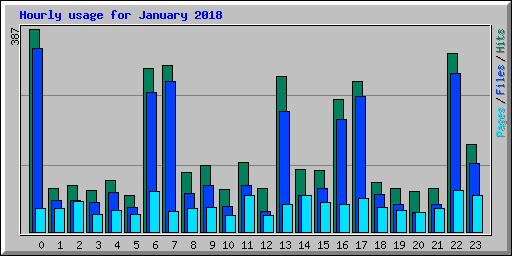 Hourly usage for January 2018
387
Pages / Files / Hits
0 1 2 3 4 5 6 7 8 9 10 11 12 13 14 15 16 17 18 19 20 21 22 23